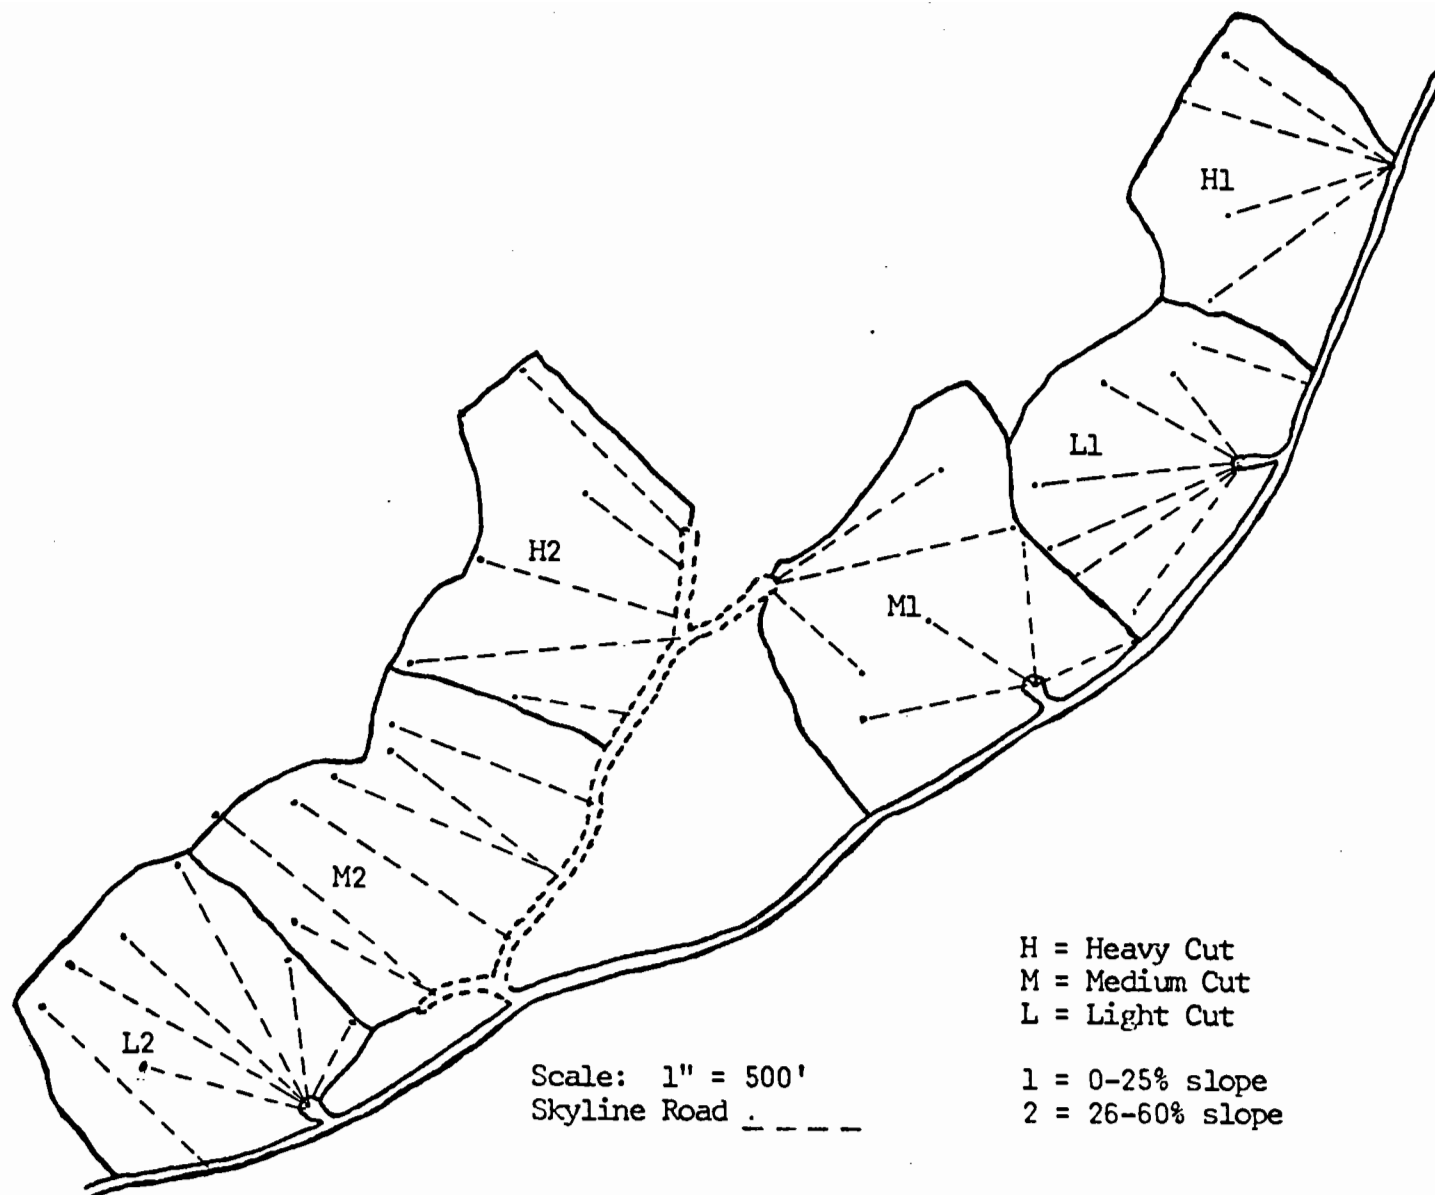 H1
L1
H2
M1
M2
L2
H = Heavy Cut
M = Medium Cut
L = Light Cut
Scale: 1" = 500'
Skyline Road . _ _ _ _
1 = 0-25% slope
2 = 26-60% slope